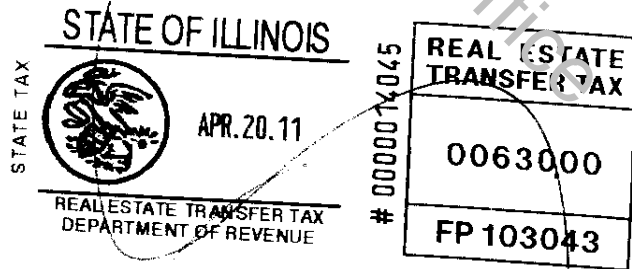 STATE OF ILLINOIS
STATE TAX
APR.20.11
REAL ESTATE TRANSFER TAX
DEPARTMENT OF REVENUE
# 0000014045
REAL ESTATE
TRANSFER TAX
0063000
FP 103043